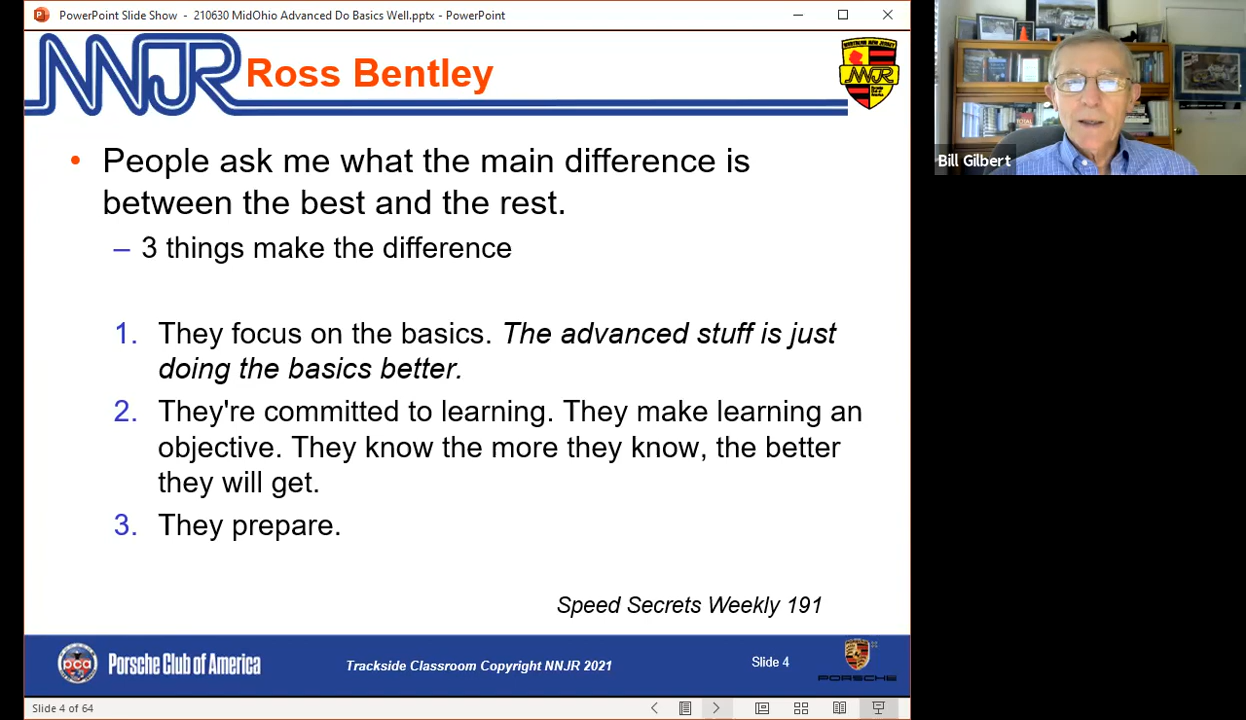 PowerPoint Slide Show - 210630 MidOhio Advanced Do Basics Well.pptx - PowerPoint
NNJR
Ross Bentley
NNJR
• People ask me what the main difference is
between the best and the rest.
– 3 things make the difference
1. They focus on the basics. The advanced stuff is just
doing the basics better.
2. They're committed to learning. They make learning an
objective. They know the more they know, the better
they will get.
3. They prepare.
Speed Secrets Weekly 191
pca
Porsche Club of America
Trackside Classroom Copyright NNJR 2021
Slide 4
PORSCHE
Slide 4 of 64
Bill Gilbert